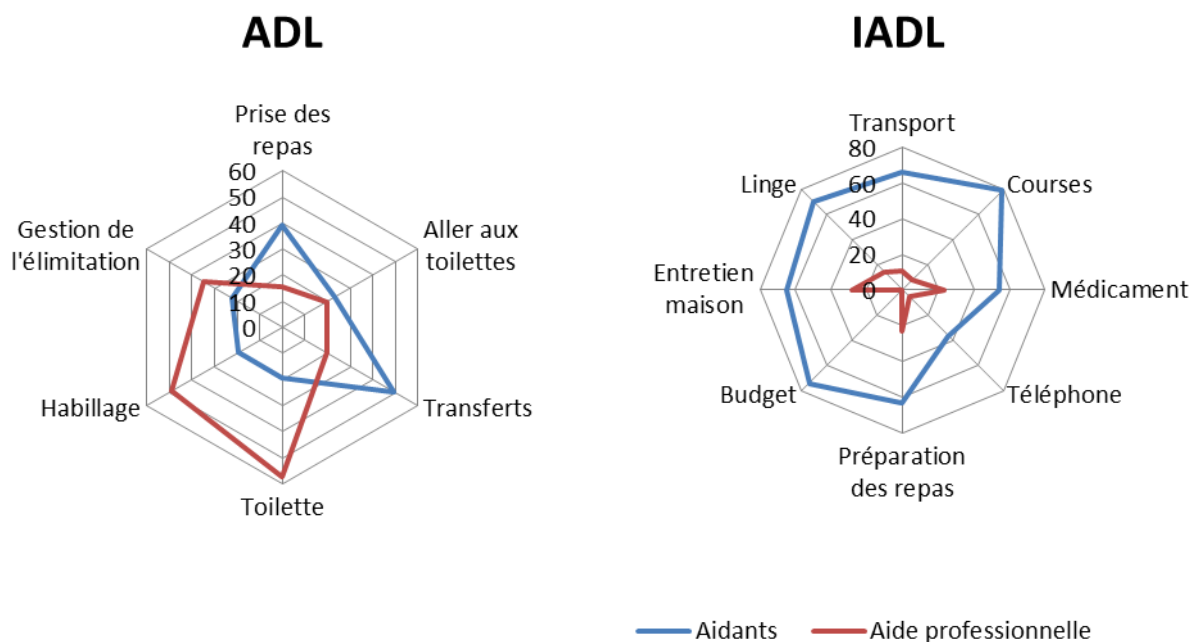 ADL
Prise des
repas
60
50
40
30
20
10
0
Aller aux
toilettes
Transferts
Toilette
Habillage
Gestion de
l'élimitation
IADL
Transport
80
60
40
20
0
Courses
Médicament
Téléphone
Préparation
des repas
Budget
Entretien
maison
Linge
Aidants
Aide professionnelle